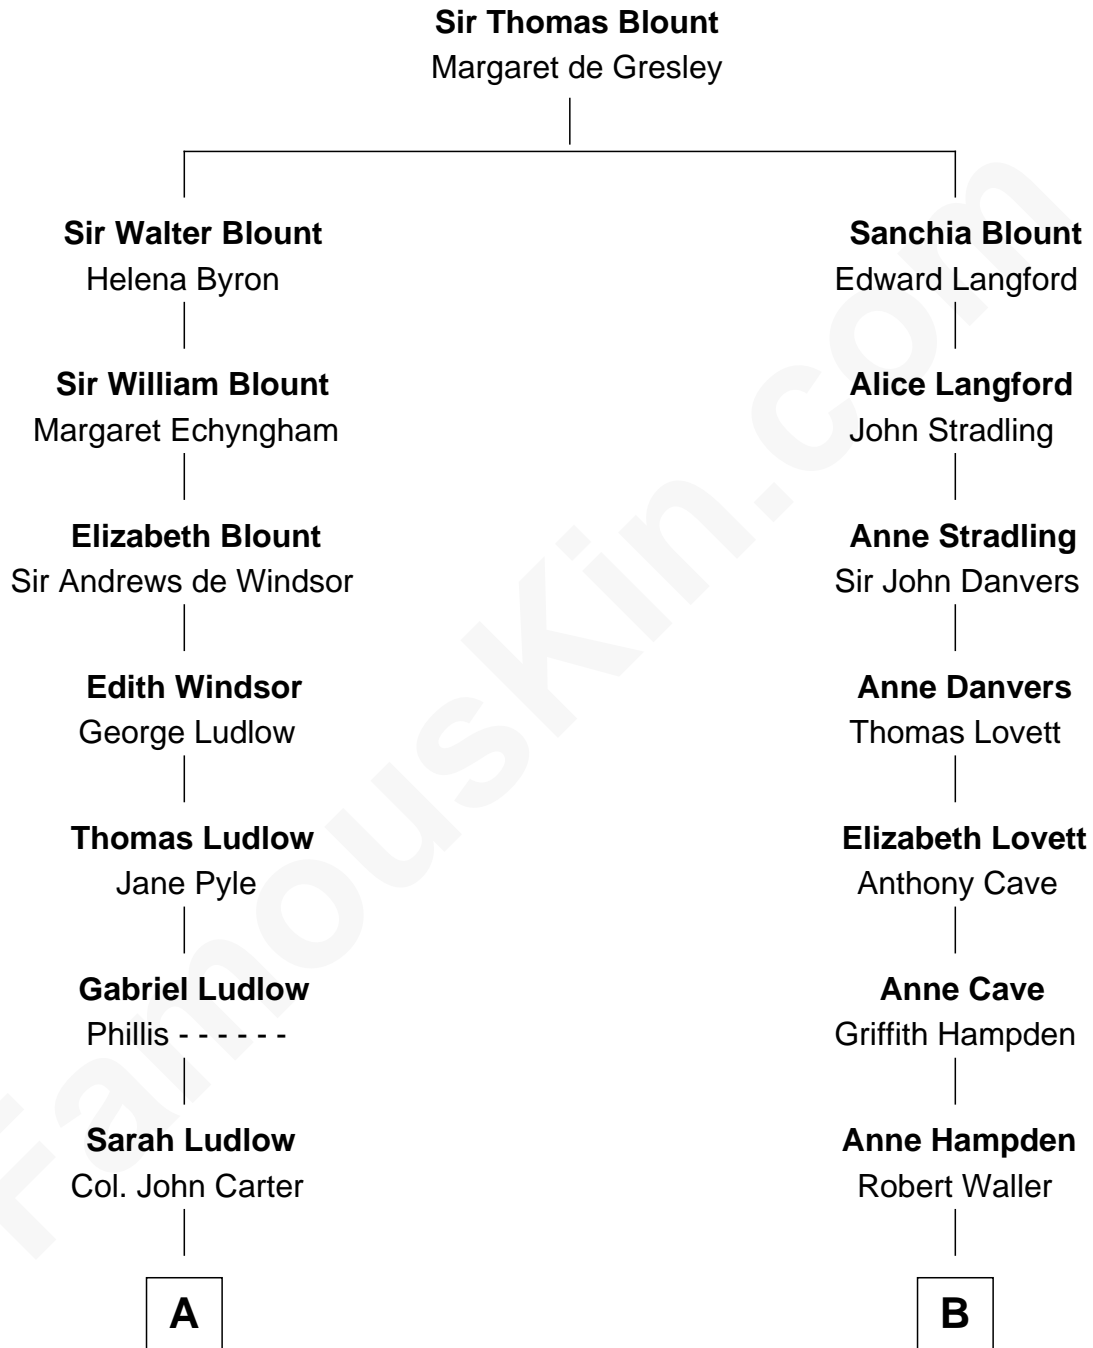 Sir Thomas Blount
Margaret de Gresley
Sir Walter Blount
Helena Byron
Sanchia Blount
Edward Langford
Sir William Blount
Margaret Echyngham
Alice Langford
John Stradling
Elizabeth Blount
Sir Andrews de Windsor
Anne Stradling
Sir John Danvers
Edith Windsor
George Ludlow
Anne Danvers
Thomas Lovett
Thomas Ludlow
Jane Pyle
Elizabeth Lovett
Anthony Cave
Gabriel Ludlow
Phillis - - - - - -
Anne Cave
Griffith Hampden
Sarah Ludlow
Col. John Carter
Anne Hampden
Robert Waller
A
B
FamousKin.com